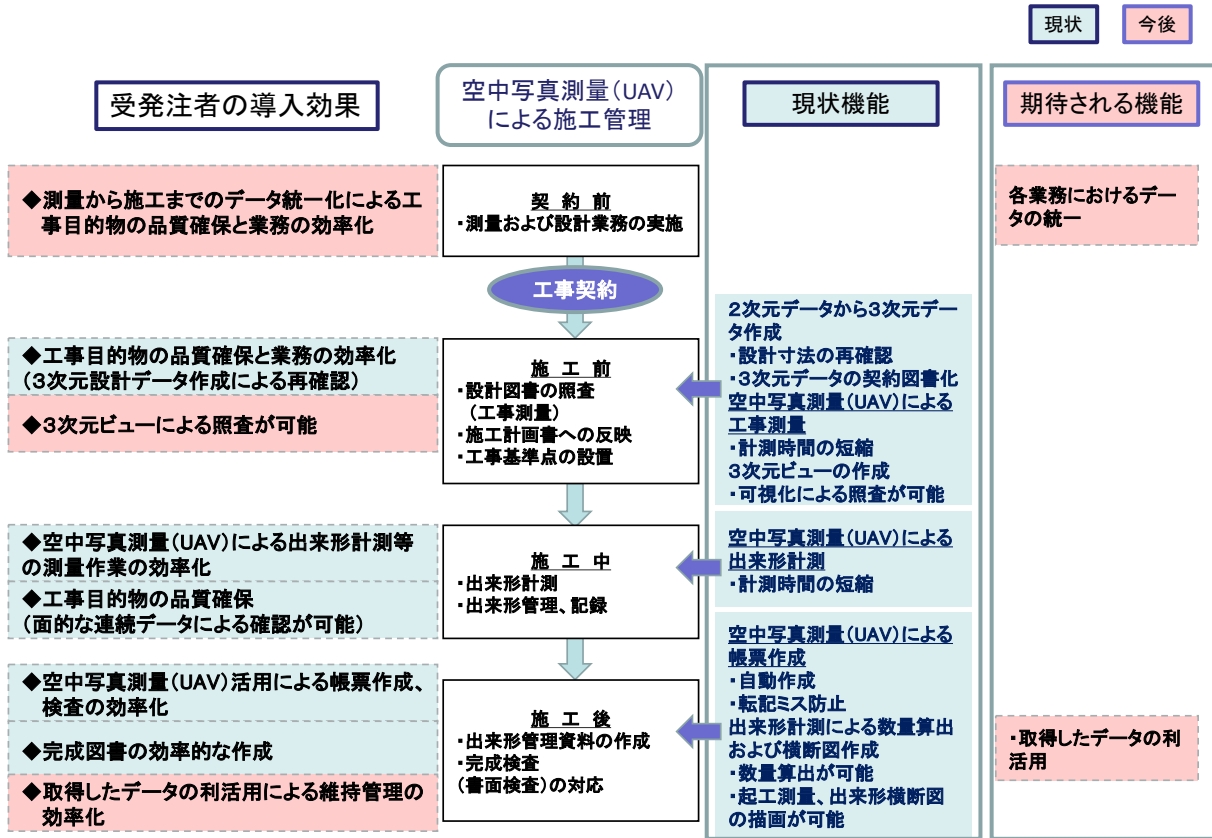 現状
今後
受発注者の導入効果
空中写真測量(UAV)
による施工管理
現状機能
期待される機能
◆測量から施工までのデータ統一化による工
事目的物の品質確保と業務の効率化
契 約 前
・測量および設計業務の実施
各業務におけるデー
タの統一
工事契約
◆工事目的物の品質確保と業務の効率化
(3次元設計データ作成による再確認)
◆3次元ビューによる照査が可能
施 工 前
・設計図書の照査
(工事測量)
・施工計画書への反映
・工事基準点の設置
2次元データから3次元デー
タ作成
・設計寸法の再確認
・3次元データの契約図書化
空中写真測量(UAV)による
工事測量
・計測時間の短縮
3次元ビューの作成
・可視化による照査が可能
◆空中写真測量(UAV)による出来形計測等
の測量作業の効率化
◆工事目的物の品質確保
(面的な連続データによる確認が可能)
施 工 中
・出来形計測
・出来形管理、記録
空中写真測量(UAV)による
出来形計測
・計測時間の短縮
◆空中写真測量(UAV)活用による帳票作成、
検査の効率化
◆完成図書の効率的な作成
◆取得したデータの利活用による維持管理の
効率化
施 工 後
・出来形管理資料の作成
・完成検査
(書面検査)の対応
空中写真測量(UAV)による
帳票作成
・自動作成
・転記ミス防止
出来形計測による数量算出
および横断図作成
・数量算出が可能
・起工測量、出来形横断図
の描画が可能
・取得したデータの利
活用